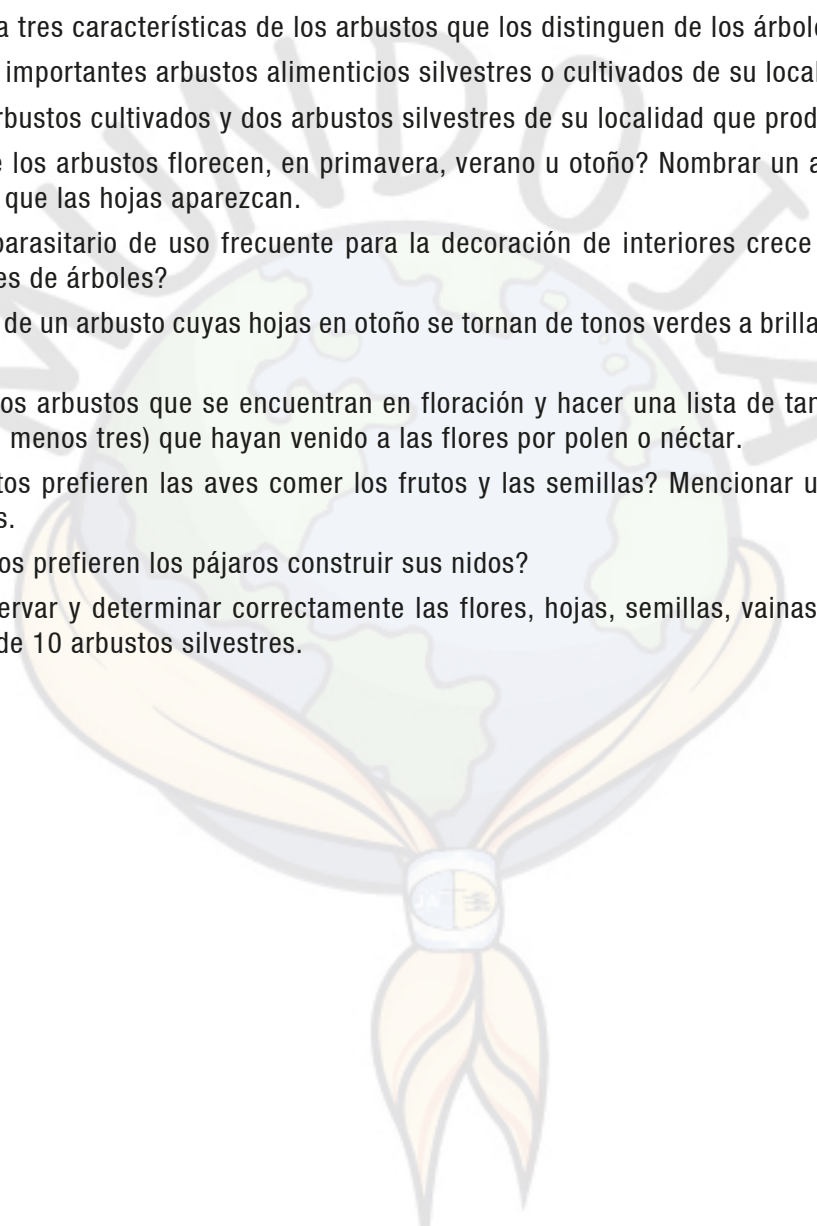 a tres características de los arbustos que los distinguen de los árbol
importantes arbustos alimenticios silvestres o cultivados de su local
rbustos cultivados y dos arbustos silvestres de su localidad que prod
e los arbustos florecen, en primavera, verano u otoño? Nombrar un a
que las hojas aparezcan.
parasitario de uso frecuente para la decoración de interiores crece
es de árboles?
de un arbusto cuyas hojas en otoño se tornan de tonos verdes a brilla
os arbustos que se encuentran en floración y hacer una lista de tan
menos tres) que hayan venido a las flores por polen o néctar.
tos prefieren las aves comer los frutos y las semillas? Mencionar u
s.
os prefieren los pájaros construir sus nidos?
ervar y determinar correctamente las flores, hojas, semillas, vainas
de 10 arbustos silvestres.
MUNDO JA
JA